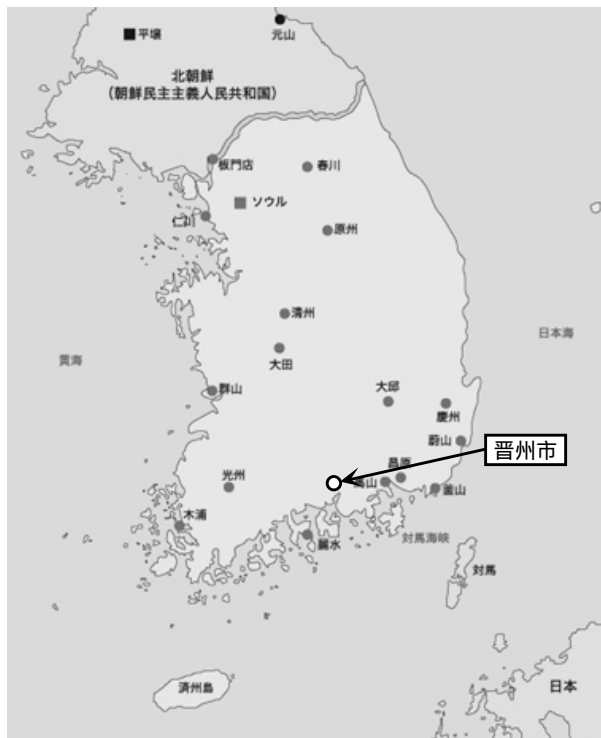 平壌
元山
北朝鮮
(朝鮮民主主義人民共和国)
板門店
春川
ソウル
仁川
原州
清州
日本海
黄海
大田
群山
大邱
慶州
蔚山
晋州市
昌原
光州
馬山
釜山
木浦
麗水
対馬海峡
対馬
済州島
日本